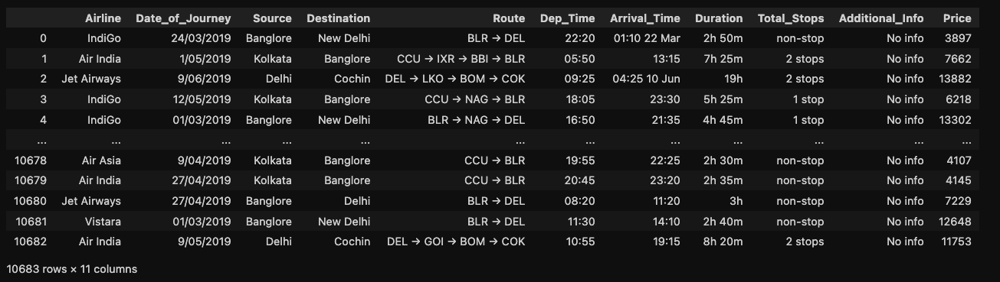 Airline Date_of_Journey Source Destination Route Dep_Time Arrival_Time Duration Total_Stops Additional_Info Price
0 IndiGo 24/03/2019 Banglore New Delhi BLR → DEL 22:20 01:10 22 Mar 2h 50m non-stop No info 3897
1 Air India 1/05/2019 Kolkata Banglore CCU → IXR → BBI → BLR 05:50 13:15 7h 25m 2 stops No info 7662
2 Jet Airways 9/06/2019 Delhi Cochin DEL → LKO → BOM → COK 09:25 04:25 10 Jun 19h 2 stops No info 13882
3 IndiGo 12/05/2019 Kolkata Banglore CCU → NAG → BLR 18:05 23:30 5h 25m 1 stop No info 6218
4 IndiGo 01/03/2019 Banglore New Delhi BLR → NAG → DEL 16:50 21:35 4h 45m 1 stop No info 13302
... ... ... ... ... ... ... ... ... ... ... ...
10678 Air Asia 9/04/2019 Kolkata Banglore CCU → BLR 19:55 22:25 2h 30m non-stop No info 4107
10679 Air India 27/04/2019 Kolkata Banglore CCU → BLR 20:45 23:20 2h 35m non-stop No info 4145
10680 Jet Airways 27/04/2019 Banglore Delhi BLR → DEL 08:20 11:20 3h non-stop No info 7229
10681 Vistara 01/03/2019 Banglore New Delhi BLR → DEL 11:30 14:10 2h 40m non-stop No info 12648
10682 Air India 9/05/2019 Delhi Cochin DEL → GOI → BOM → COK 10:55 19:15 8h 20m 2 stops No info 11753
10683 rows × 11 columns